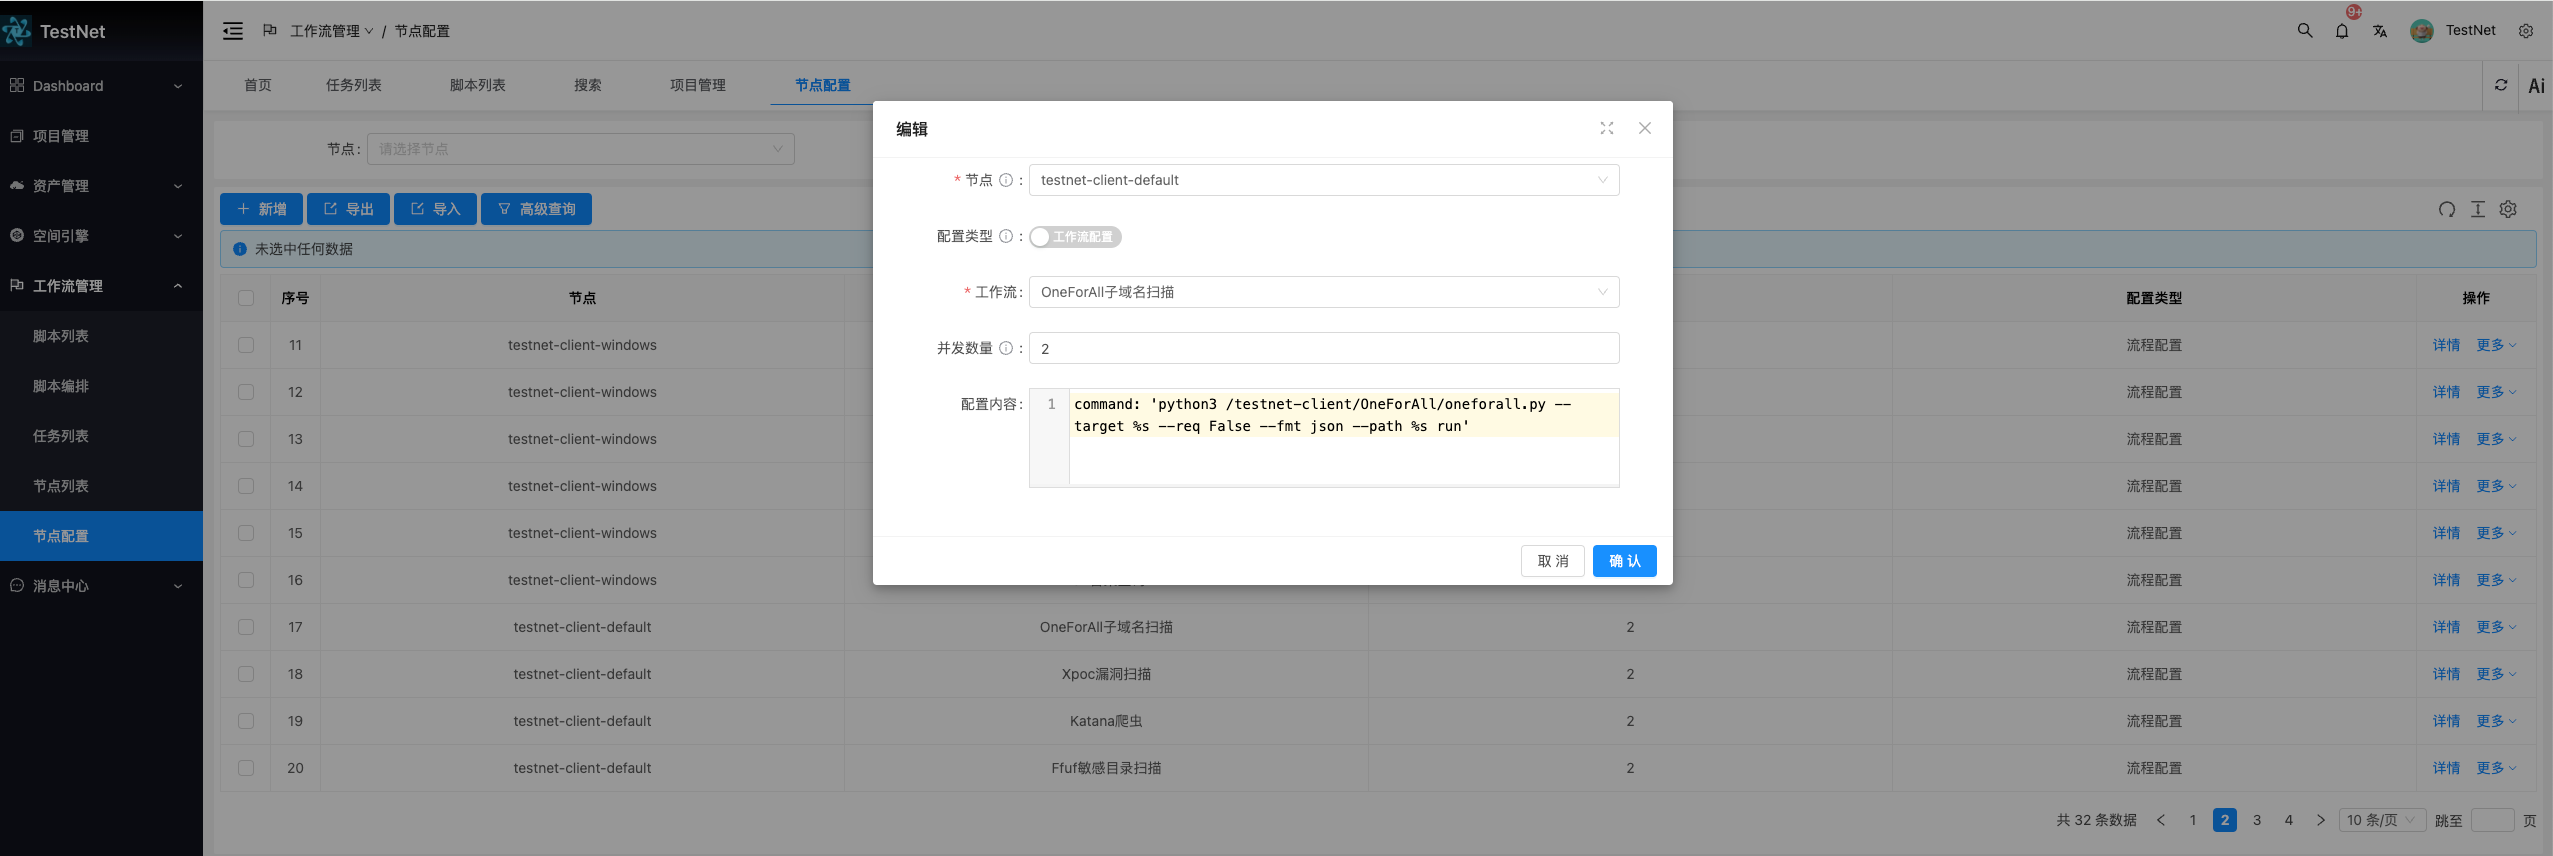 TestNet
Dashboard
项目管理
资产管理
空间引擎
工作流管理
脚本列表
脚本编排
任务列表
节点列表
节点配置
消息中心
工作流管理 / 节点配置
9+
TestNet
首页 任务列表 脚本列表 搜索 项目管理 节点配置
Ai
节点: 请选择节点
+ 新增 导出 导入 高级查询
未选中任何数据
序号 节点 配置类型 操作
11 testnet-client-windows 流程配置 详情 更多
12 testnet-client-windows 流程配置 详情 更多
13 testnet-client-windows 流程配置 详情 更多
14 testnet-client-windows 流程配置 详情 更多
15 testnet-client-windows 流程配置 详情 更多
16 testnet-client-windows 流程配置 详情 更多
17 testnet-client-default OneForAll子域名扫描 2 流程配置 详情 更多
18 testnet-client-default Xpoc漏洞扫描 2 流程配置 详情 更多
19 testnet-client-default Katana爬虫 2 流程配置 详情 更多
20 testnet-client-default Ffuf敏感目录扫描 2 流程配置 详情 更多
共 32 条数据 < 1 2 3 4 > 10 条/页 跳至 页
编辑
* 节点 : testnet-client-default
配置类型 : 工作流配置
* 工作流: OneForAll子域名扫描
并发数量 : 2
配置内容: 1 command: 'python3 /testnet-client/OneForAll/oneforall.py --
target %s --req False --fmt json --path %s run'
取 消 确 认